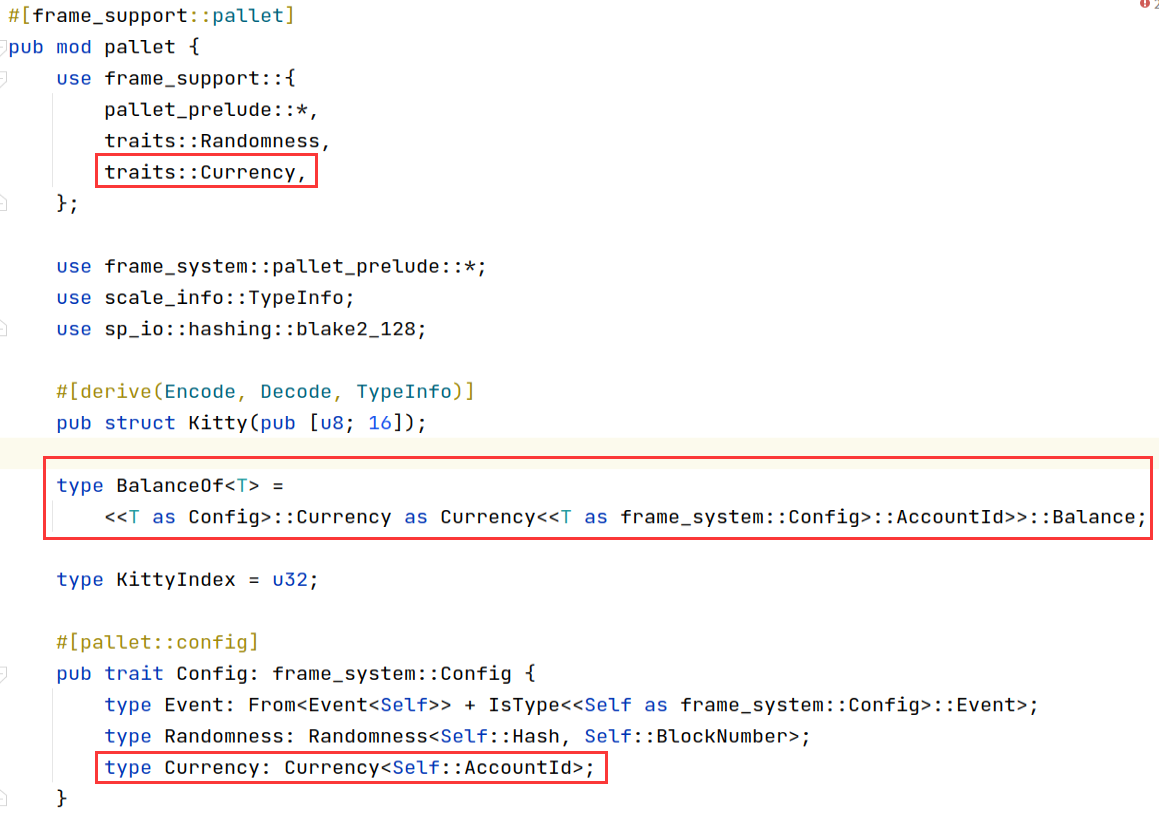 #[frame_support::pallet]
pub mod pallet {
    use frame_support::{
        pallet_prelude::*,
        traits::Randomness,
        traits::Currency,
    };

    use frame_system::pallet_prelude::*;
    use scale_info::TypeInfo;
    use sp_io::hashing::blake2_128;

    #[derive(Encode, Decode, TypeInfo)]
    pub struct Kitty(pub [u8; 16]);

    type BalanceOf<T> =
        <<T as Config>::Currency as Currency<<T as frame_system::Config>::AccountId>>::Balance;

    type KittyIndex = u32;

    #[pallet::config]
    pub trait Config: frame_system::Config {
        type Event: From<Event<Self>> + IsType<<Self as frame_system::Config>::Event>;
        type Randomness: Randomness<Self::Hash, Self::BlockNumber>;
        type Currency: Currency<Self::AccountId>;
    }